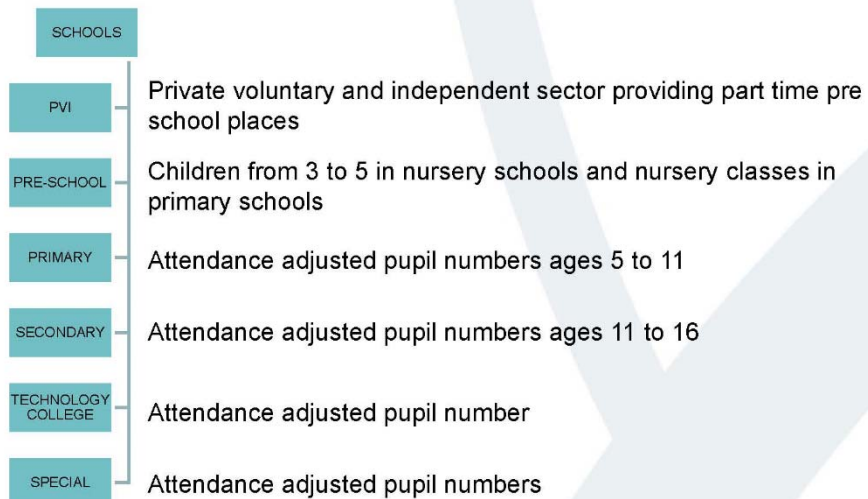 SCHOOLS
PVI
Private voluntary and independent sector providing part time pre
school places
PRE-SCHOOL
Children from 3 to 5 in nursery schools and nursery classes in
primary schools
PRIMARY
Attendance adjusted pupil numbers ages 5 to 11
SECONDARY
Attendance adjusted pupil numbers ages 11 to 16
TECHNOLOGY
COLLEGE
Attendance adjusted pupil number
SPECIAL
Attendance adjusted pupil numbers